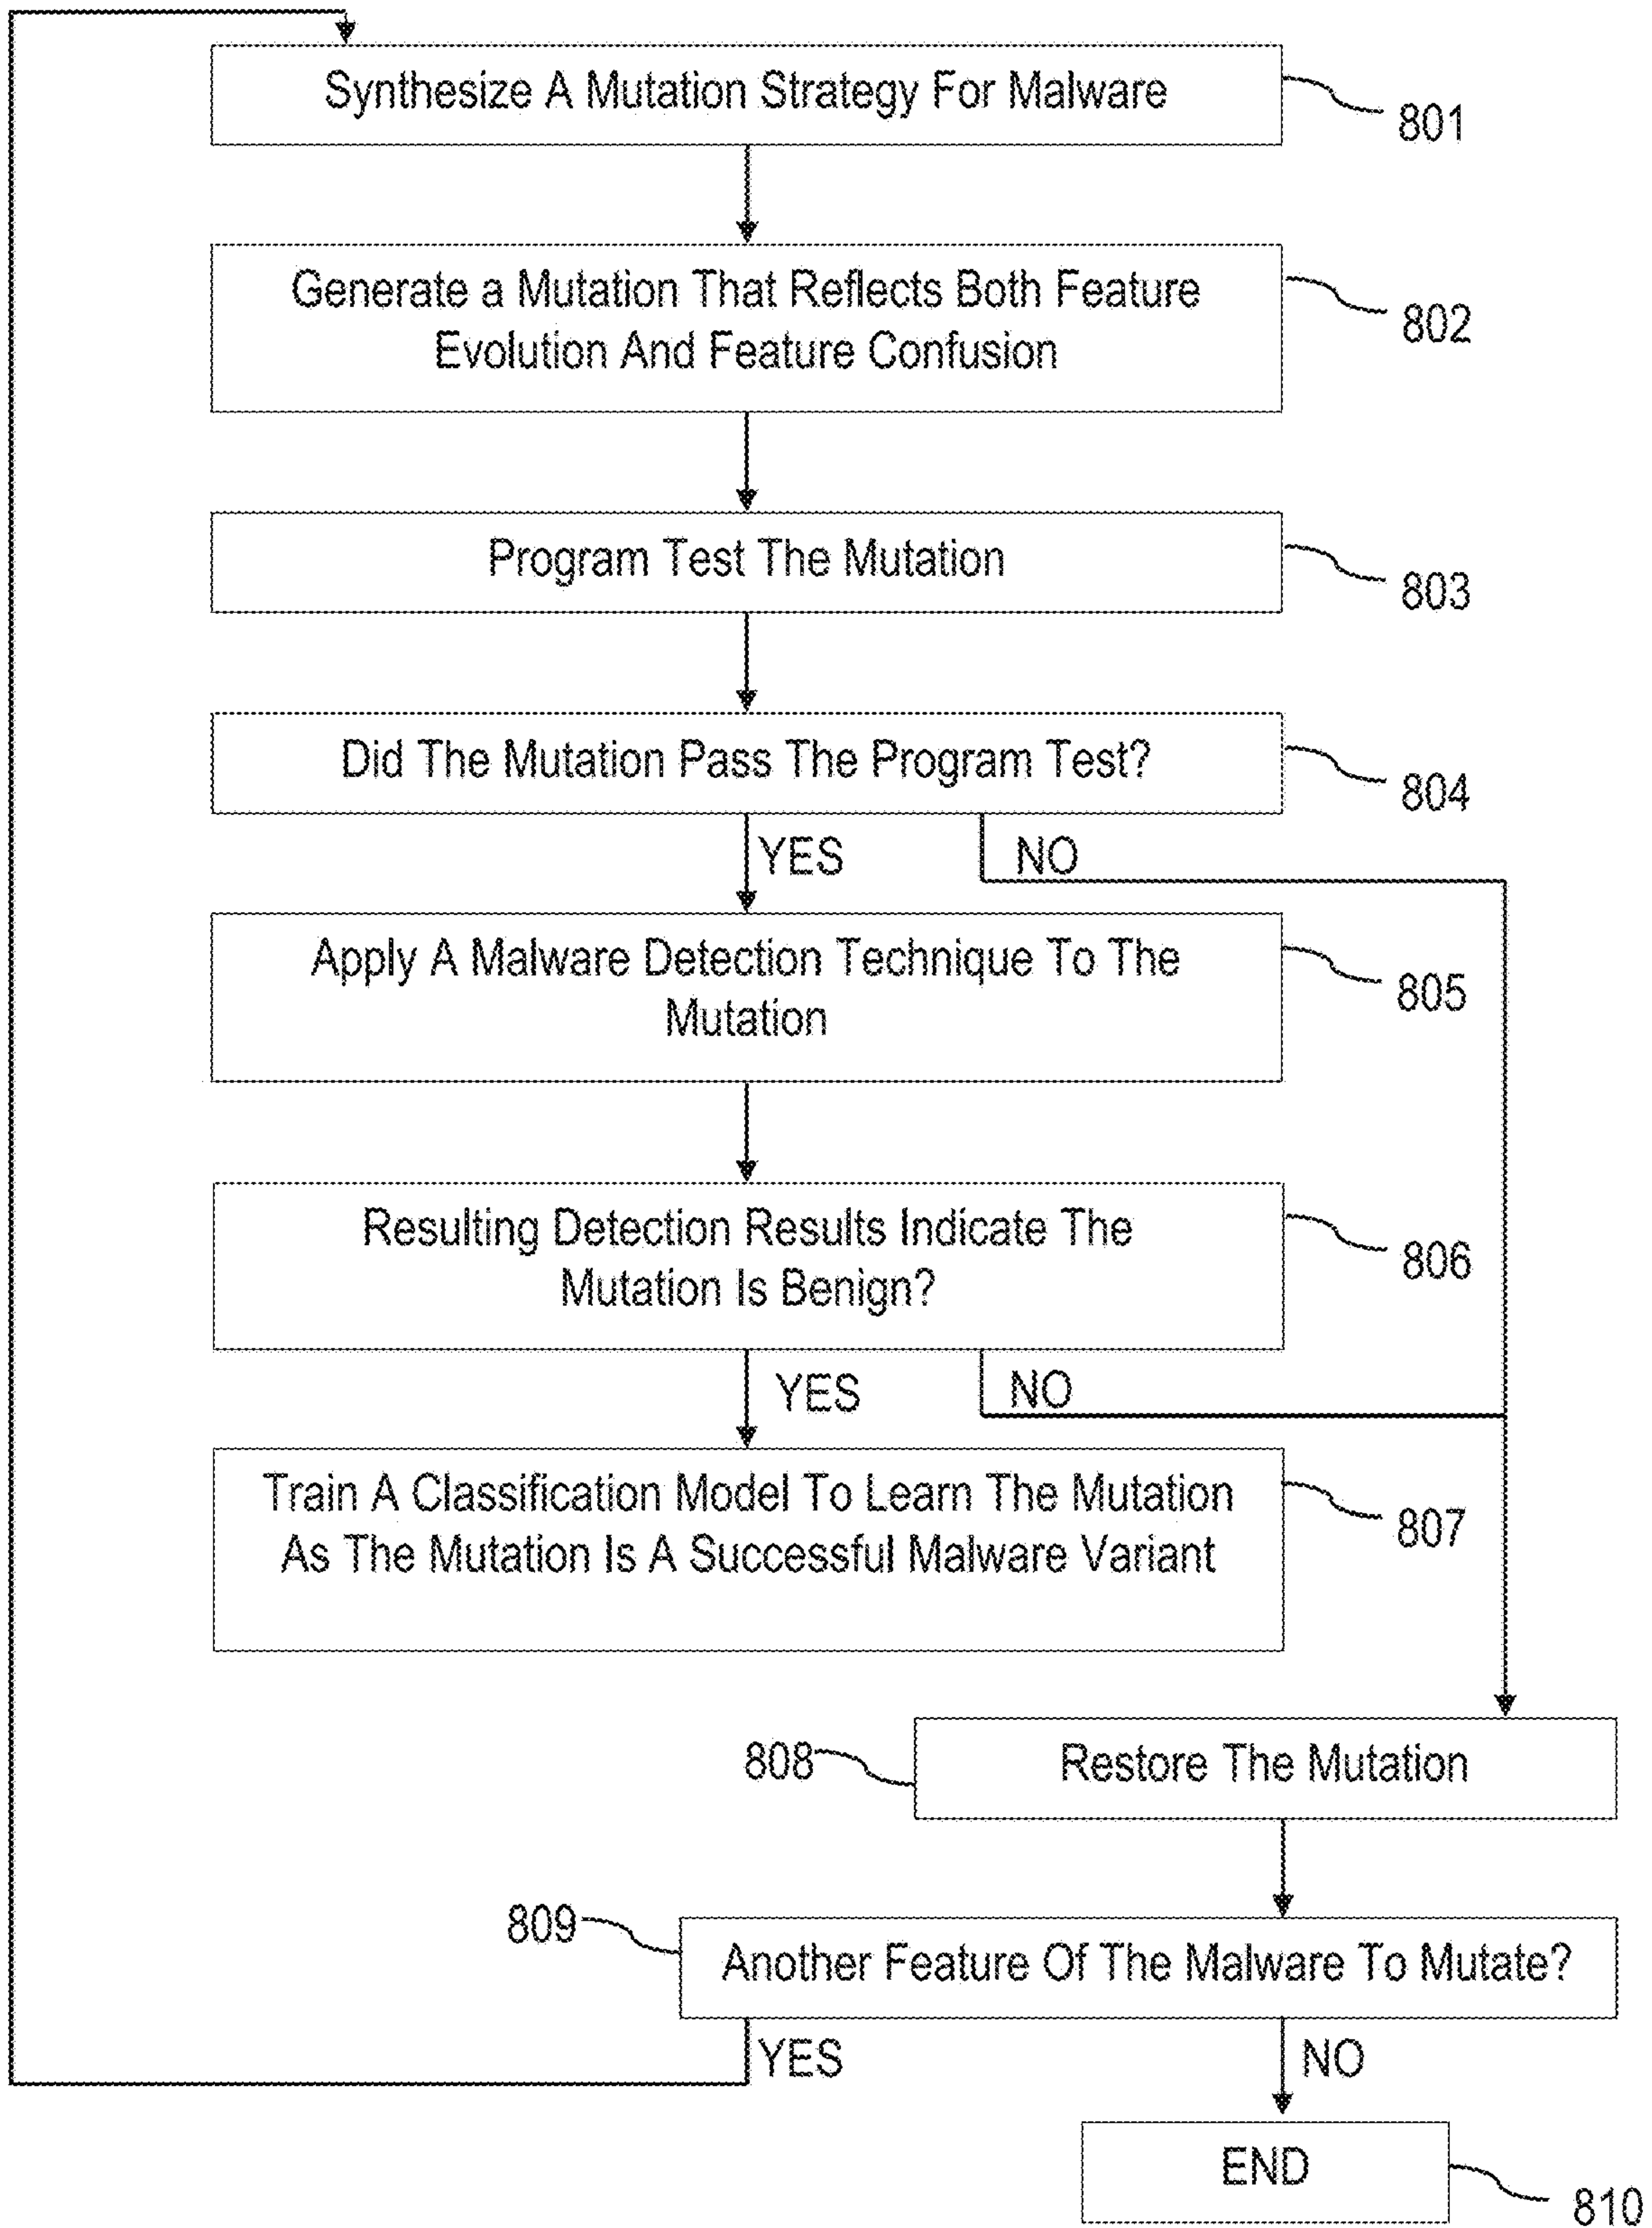 Synthesize A Mutation Strategy For Malware
801
Generate a Mutation That Reflects Both Feature
Evolution And Feature Confusion
802
Program Test The Mutation
803
Did The Mutation Pass The Program Test?
804
YES
NO
Apply A Malware Detection Technique To The
Mutation
805
Resulting Detection Results Indicate The
Mutation Is Benign?
806
YES
NO
Train A Classification Model To Learn The Mutation
As The Mutation Is A Successful Malware Variant
807
808
Restore The Mutation
809
Another Feature Of The Malware To Mutate?
YES
NO
END
810